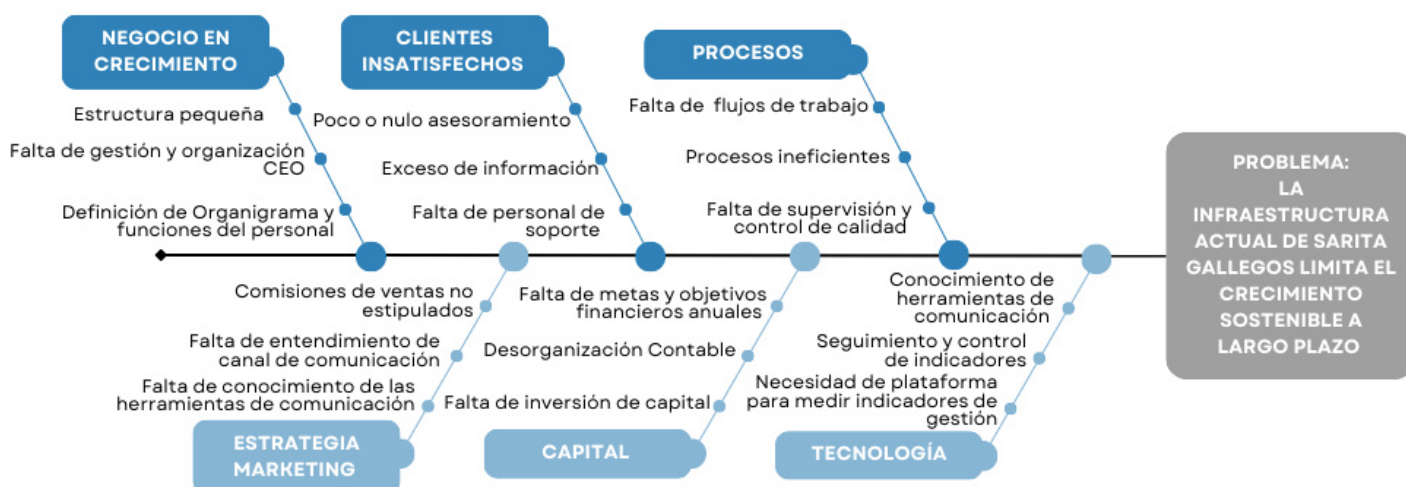 NEGOCIO EN
CRECIMIENTO
Estructura pequeña
Falta de gestión y organización
CEO
Definición de Organigrama y
funciones del personal
CLIENTES
INSATISFECHOS
Poco o nulo asesoramiento
Exceso de información
Falta de personal de
soporte
PROCESOS
Falta de flujos de trabajo
Procesos ineficientes
Falta de supervisión y
control de calidad
Comisiones de ventas no
estipulados
Falta de entendimiento de
canal de comunicación
Falta de conocimiento de las
herramientas de comunicación
ESTRATEGIA
MARKETING
Falta de metas y objetivos
financieros anuales
Desorganización Contable
Falta de inversión de capital
CAPITAL
Conocimiento de
herramientas de
comunicación
Seguimiento y control
de indicadores
Necesidad de plataforma
para medir indicadores de
gestión
TECNOLOGÍA
PROBLEMA:
LA
INFRAESTRUCTURA
ACTUAL DE SARITA
GALLEGOS LIMITA EL
CRECIMIENTO
SOSTENIBLE A
LARGO PLAZO